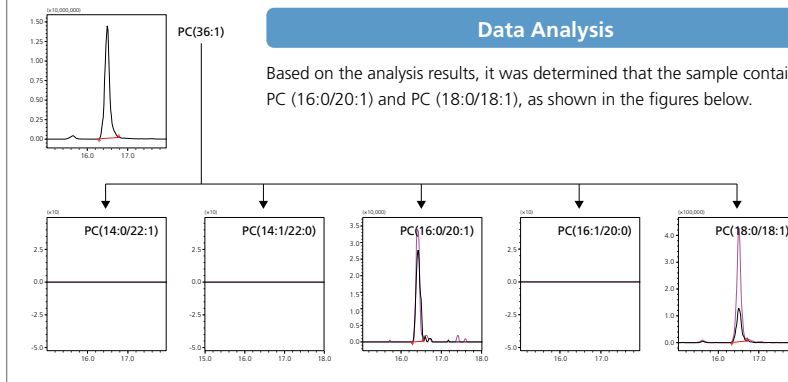 (x10,000,000)
1.50
1.25
1.00
0.75
0.50
0.25
0.00
16.0 17.0
PC(36:1)
Data Analysis
Based on the analysis results, it was determined that the sample contai
PC (16:0/20:1) and PC (18:0/18:1), as shown in the figures below.
(x10)
PC(14:0/22:1)
2.5
0.0
-2.5
-5.0
16.0 17.0
(x10)
PC(14:1/22:0)
2.5
0.0
-2.5
-5.0
15.0 16.0 17.0 18.0
(x10,000)
PC(16:0/20:1)
3.5
3.0
2.5
2.0
1.5
1.0
0.5
0.0
16.0 17.0 18.0
(x10)
PC(16:1/20:0)
2.5
0.0
-2.5
-5.0
16.0 17.0
(x100,000)
PC(18:0/18:1)
4.0
3.0
2.0
1.0
0.0
16.0 17.0